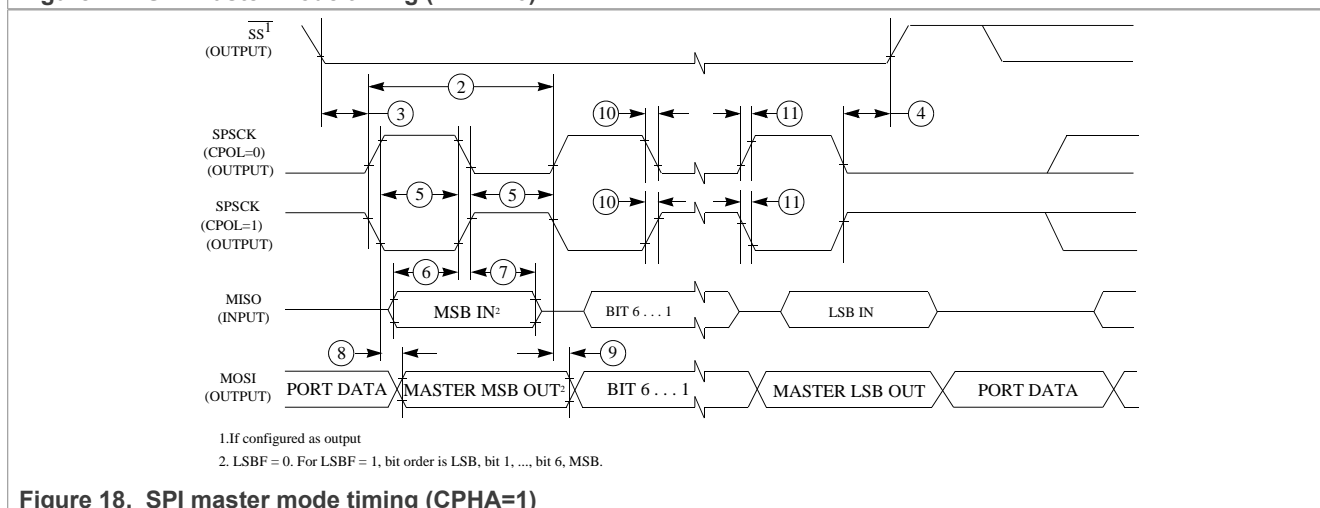 SS1
(OUTPUT)
2
3
10
11
4
SPSCK
(CPOL=0)
(OUTPUT)
5
5
SPSCK
(CPOL=1)
(OUTPUT)
10
11
6
7
MISO
(INPUT)
MSB IN2
BIT 6 . . . 1
LSB IN
8
9
MOSI
(OUTPUT)
PORT DATA
MASTER MSB OUT2
BIT 6 . . . 1
MASTER LSB OUT
PORT DATA
1.If configured as output
2. LSBF = 0. For LSBF = 1, bit order is LSB, bit 1, ..., bit 6, MSB.
Figure 18. SPI master mode timing (CPHA=1)